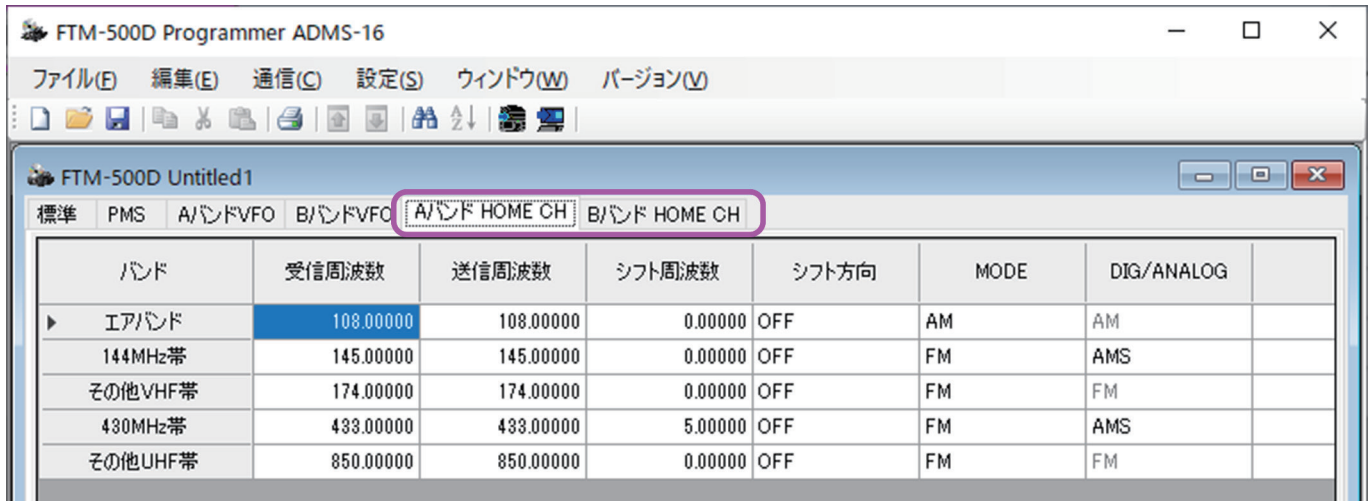 FTM-500D Programmer ADMS-16
ファイル(F) 編集(E) 通信(C) 設定(S) ウィンドウ(W) バージョン(V)
FTM-500D Untitled1
標準 PMS AバンドVFO BバンドVFO Aバンド HOME CH Bバンド HOME CH
バンド 受信周波数 送信周波数 シフト周波数 シフト方向 MODE DIG/ANALOG
エアバンド 108.00000 108.00000 0.00000 OFF AM AM
144MHz帯 145.00000 145.00000 0.00000 OFF FM AMS
その他VHF帯 174.00000 174.00000 0.00000 OFF FM FM
430MHz帯 433.00000 433.00000 5.00000 OFF FM AMS
その他UHF帯 850.00000 850.00000 0.00000 OFF FM FM